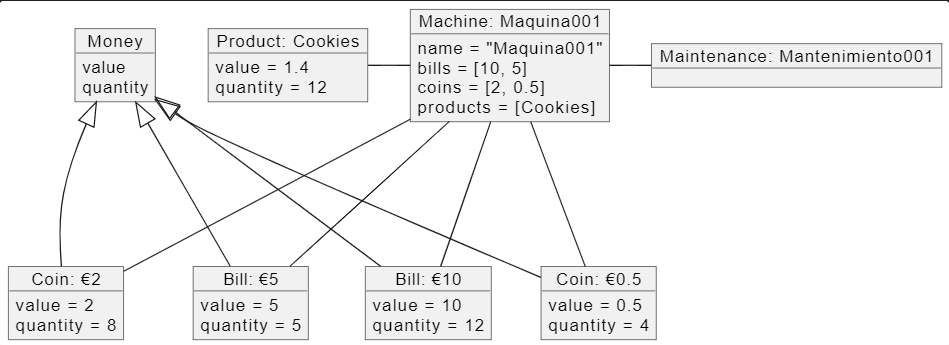 Money
value
quantity
Product: Cookies
value = 1.4
quantity = 12
Machine: Maquina001
name = "Maquina001"
bills = [10, 5]
coins = [2, 0.5]
products = [Cookies]
Maintenance: Mantenimiento001
Coin: €2
value = 2
quantity = 8
Bill: €5
value = 5
quantity = 5
Bill: €10
value = 10
quantity = 12
Coin: €0.5
value = 0.5
quantity = 4